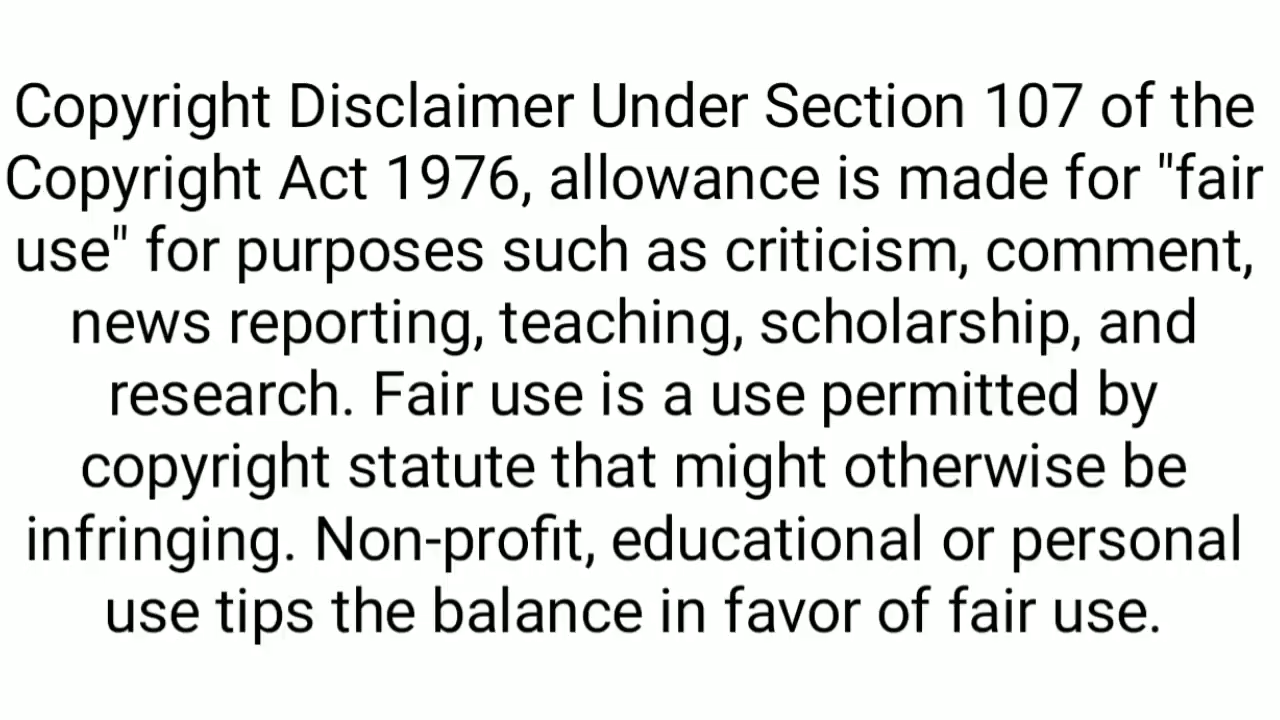 Copyright Disclaimer Under Section 107 of the
Copyright Act 1976, allowance is made for "fair
use" for purposes such as criticism, comment,
news reporting, teaching, scholarship, and
research. Fair use is a use permitted by
copyright statute that might otherwise be
infringing. Non-profit, educational or personal
use tips the balance in favor of fair use.